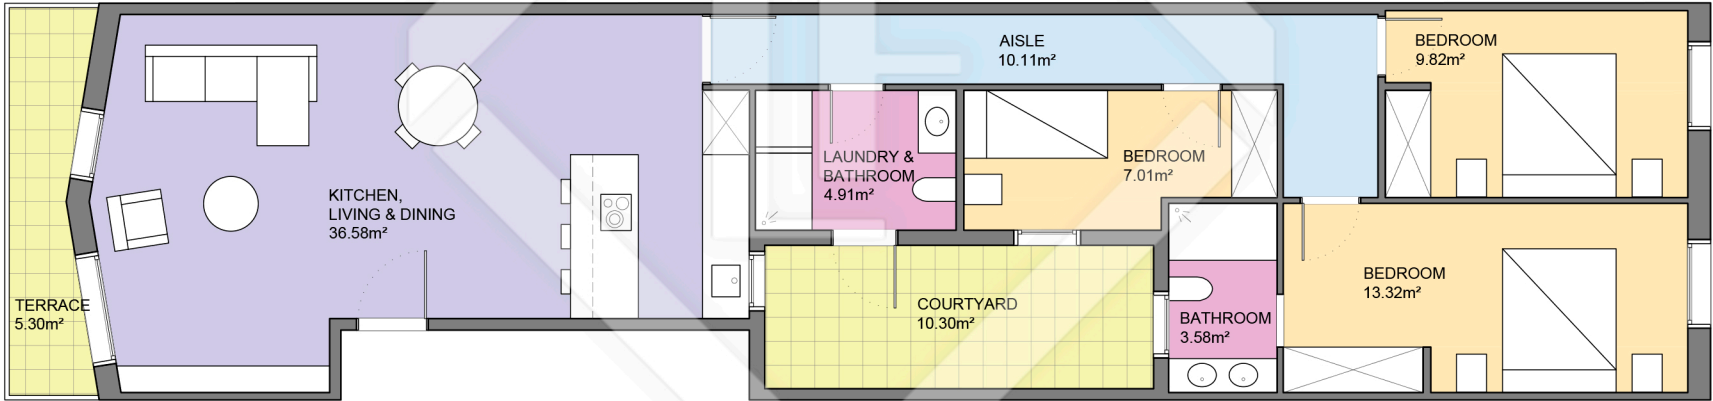 TERRACE
5.30m²
KITCHEN,
LIVING & DINING
36.58m²
AISLE
10.11m²
LAUNDRY &
BATHROOM
4.91m²
BEDROOM
7.01m²
COURTYARD
10.30m²
BATHROOM
3.58m²
BEDROOM
9.82m²
BEDROOM
13.32m²